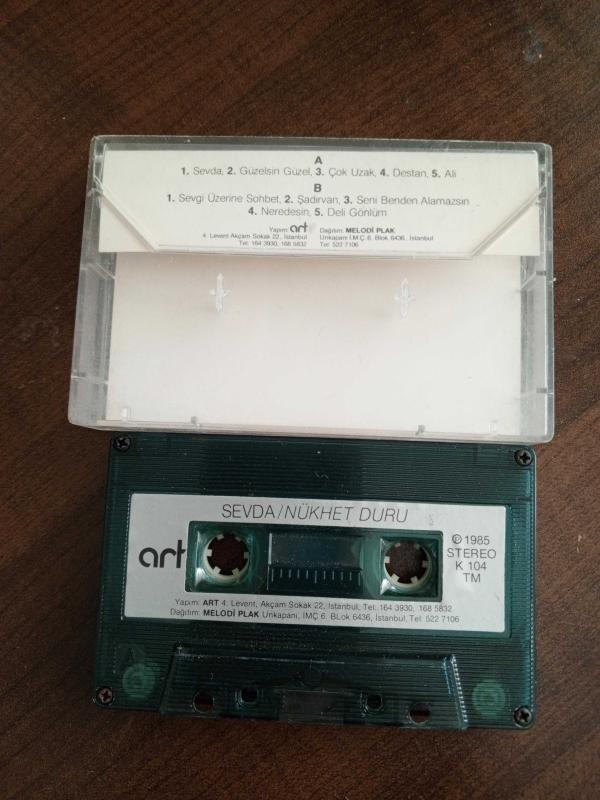 A
1. Sevda, 2. Güzelsin Güzel, 3. Çok Uzak, 4. Destan, 5. Ali
B
1. Sevgi Üzerine Sohbet, 2. Şadırvan, 3. Seni Benden Alamazsın
4. Neredesin, 5. Deli Gönlüm
Yapım: art
4. Levent Akçam Sokak 22, İstanbul
Tel: 164 3930, 168 5832
Dağıtım: MELODİ PLAK
Unkapanı İ.M.Ç. 6. Blok 6436, İstanbul
Tel: 522 7106
SEVDA/NÜKHET DURU
art
℗ 1985
STEREO
K 104
TM
Yapım: ART 4. Levent, Akçam Sokak 22, İstanbul, Tel: 164 3930, 168 5832
Dağıtım: MELODİ PLAK Unkapanı, İMÇ 6. BLok 6436, İstanbul, Tel: 522 7106